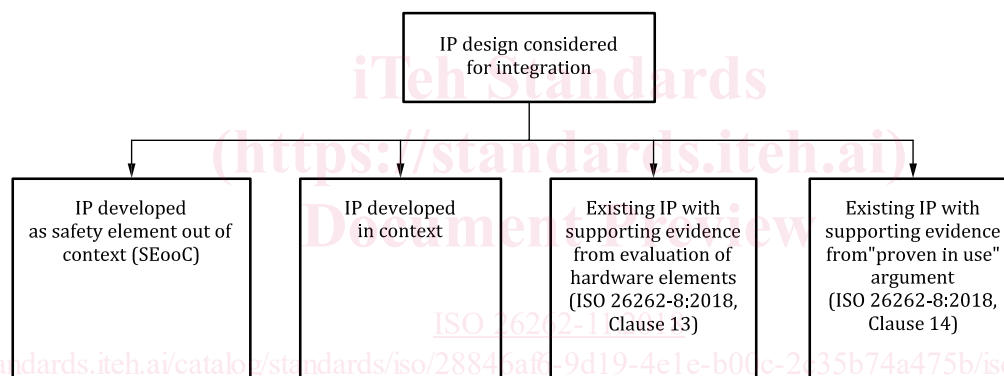 IP design considered
for integration
iTeh Standards
(https://standards.iteh.ai)
Document Preview
IP developed
as safety element out of
context (SEooC)
IP developed
in context
Existing IP with
supporting evidence
from evaluation of
hardware elements
(ISO 26262-8:2018,
Clause 13)
Existing IP with
supporting evidence
from"proven in use"
argument
(ISO 26262-8:2018,
Clause 14)
ISO 26262-11:2018
andards.iteh.ai/catalog/standards/iso/28846af6-9d19-4e1e-b00c-2c35b74a475b/iso